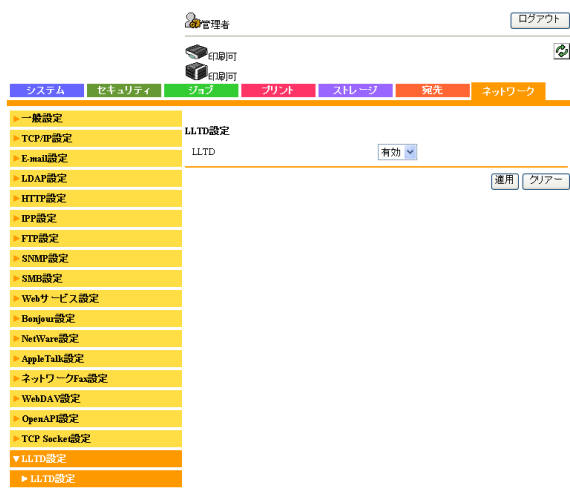 管理者
ログアウト
印刷可
印刷可
システム
セキュリティ
ジョブ
プリント
ストレージ
宛先
ネットワーク
一般設定
TCP/IP設定
E-mail設定
LDAP設定
HTTP設定
IPP設定
FTP設定
SNMP設定
SMB設定
Webサービス設定
Bonjour設定
NetWare設定
AppleTalk設定
ネットワークFax設定
WebDAV設定
OpenAPI設定
TCP Socket設定
LLTD設定
LLTD設定
LLTD設定
LLTD
有効
適用
クリアー